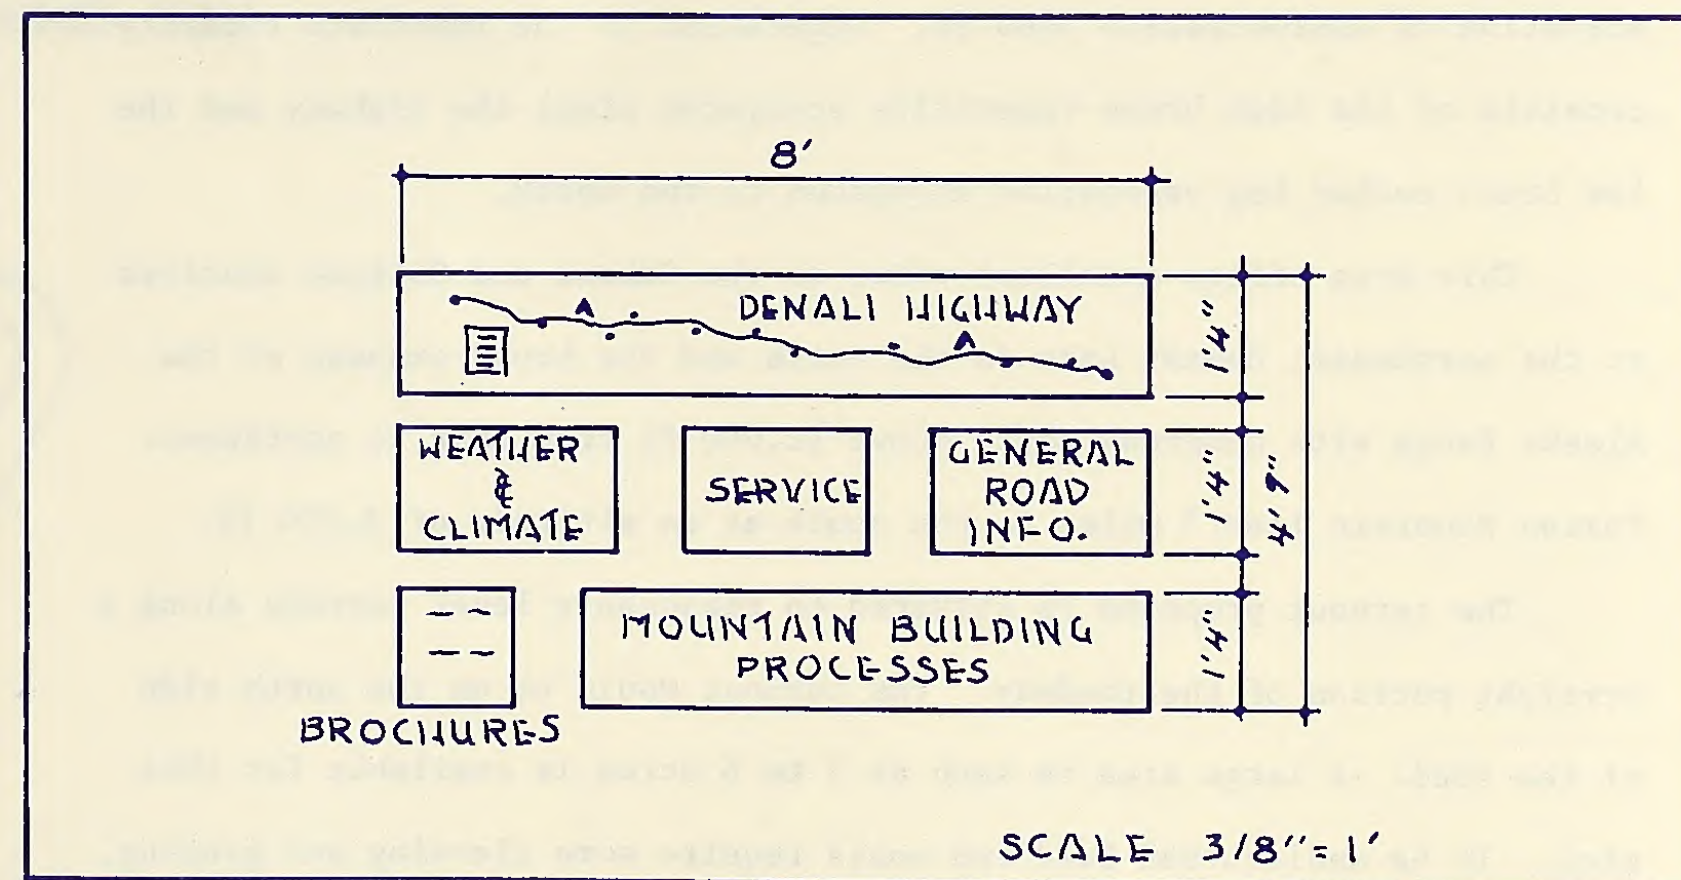 8'
DENALI HIGHWAY
1'4"
WEATHER
&
CLIMATE
SERVICE
GENERAL
ROAD
INFO.
1'4"
4'6"
MOUNTAIN BUILDING
PROCESSES
1'4"
BROCHURES
SCALE 3/8"=1'